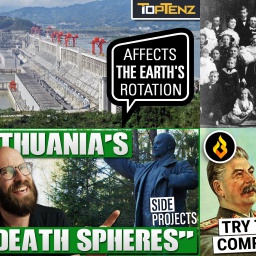 TOPTENZ
AFFECTS
THE EARTH'S
ROTATION
THUANIA'S
SIDE
PROJECTS
DEATH SPHERES"
TRY T
COMP